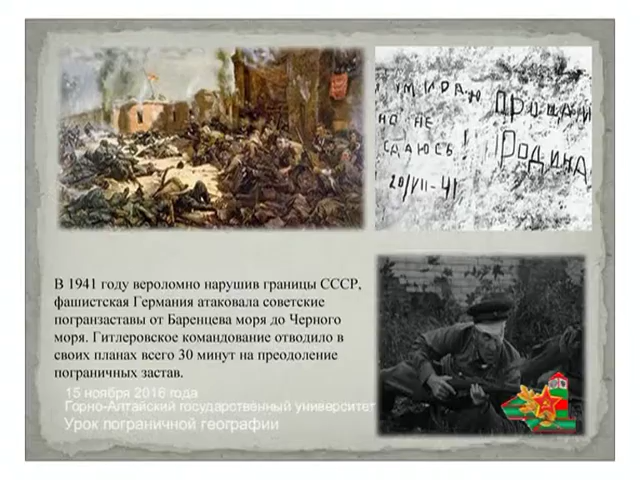 УМИРАЮ
НО НЕ
СДАЮСЬ!
20/VII-41
ПРОЩАЙ
РОДИНА
В 1941 году вероломно нарушив границы СССР,
фашистская Германия атаковала советские
погранзаставы от Баренцева моря до Черного
моря. Гитлеровское командование отводило в
своих планах всего 30 минут на преодоление
пограничных застав.
15 ноября 2016 года
Горно-Алтайский государственный университет
Урок пограничной географии